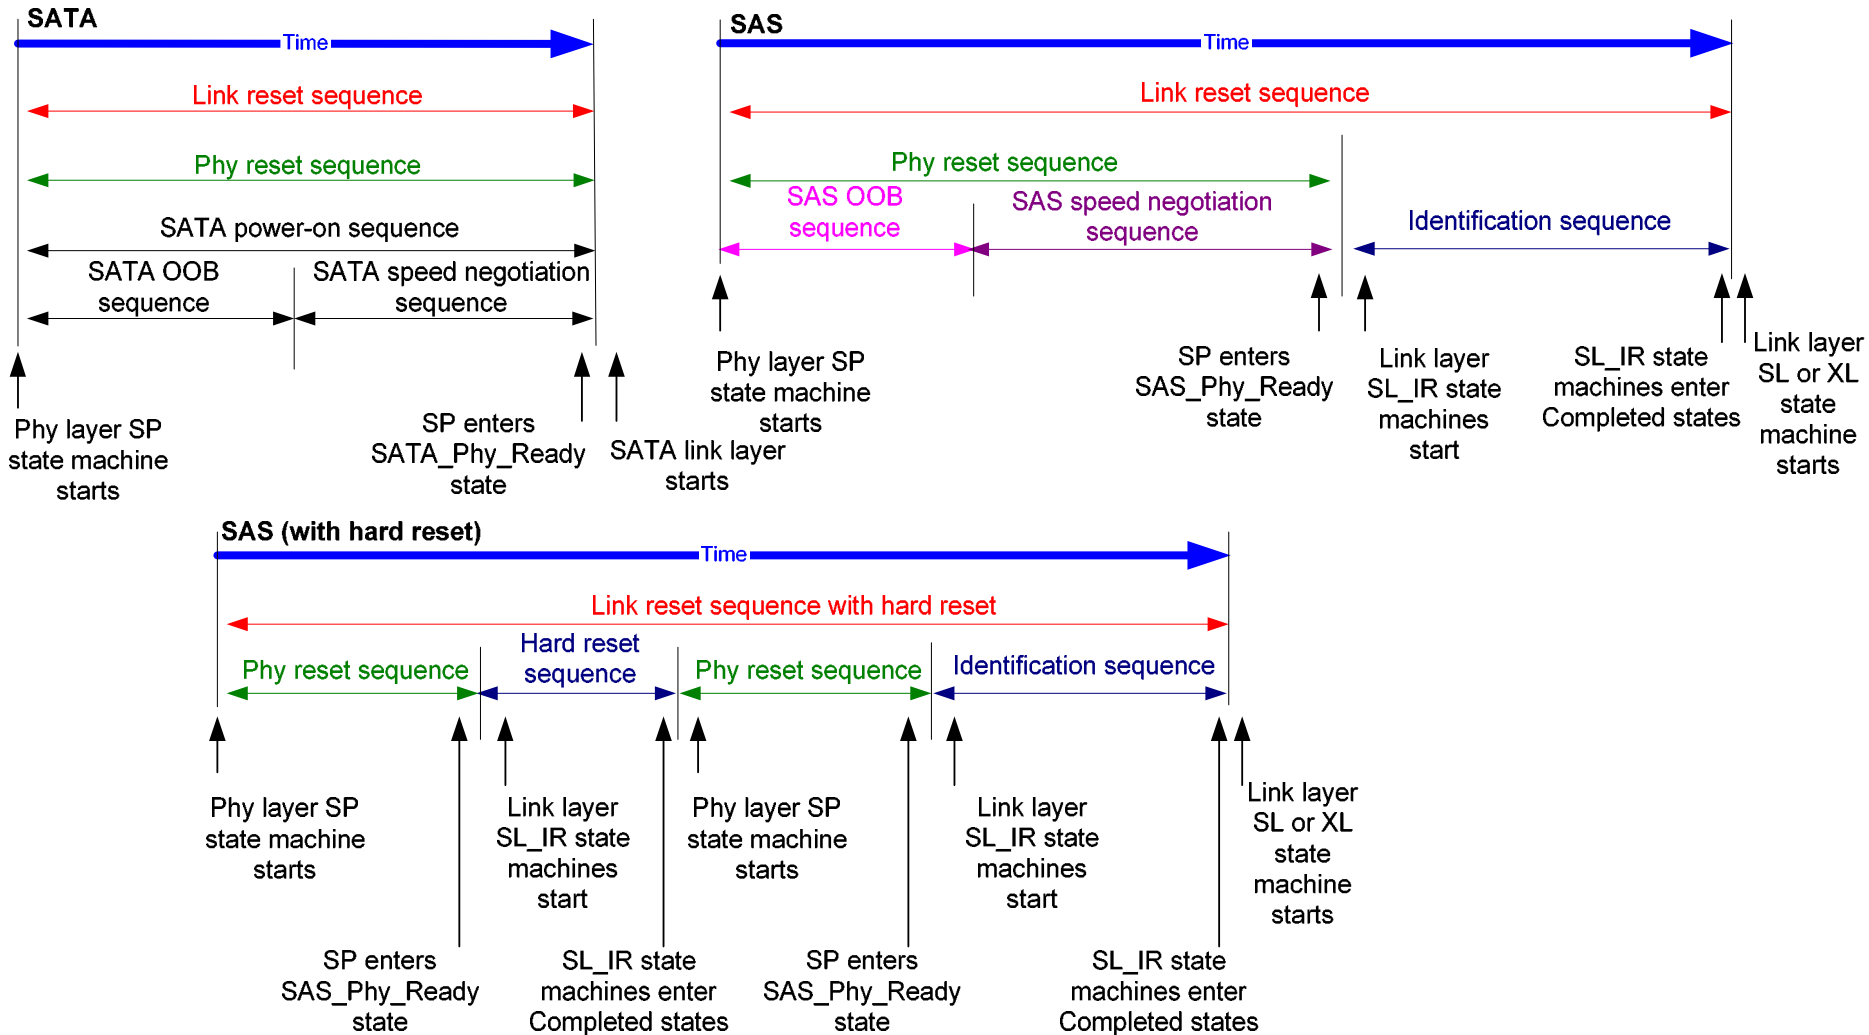 SATA
Time
Link reset sequence
Phy reset sequence
SATA power-on sequence
SATA OOB
sequence
SATA speed negotiation
sequence
Phy layer SP
state machine
starts
SP enters
SATA_Phy_Ready
state
SATA link layer
starts
SAS
Time
Link reset sequence
Phy reset sequence
SAS OOB
sequence
SAS speed negotiation
sequence
Identification sequence
Phy layer SP
state machine
starts
SP enters
SAS_Phy_Ready
state
Link layer
SL_IR state
machines
start
SL_IR state
machines enter
Completed states
Link layer
SL or XL
state
machine
starts
SAS (with hard reset)
Time
Link reset sequence with hard reset
Phy reset sequence
Hard reset
sequence
Phy reset sequence
Identification sequence
Phy layer SP
state machine
starts
Link layer
SL_IR state
machines
start
Phy layer SP
state machine
starts
Link layer
SL_IR state
machines
start
Link layer
SL or XL
state
machine
starts
SP enters
SAS_Phy_Ready
state
SL_IR state
machines enter
Completed states
SP enters
SAS_Phy_Ready
state
SL_IR state
machines enter
Completed states